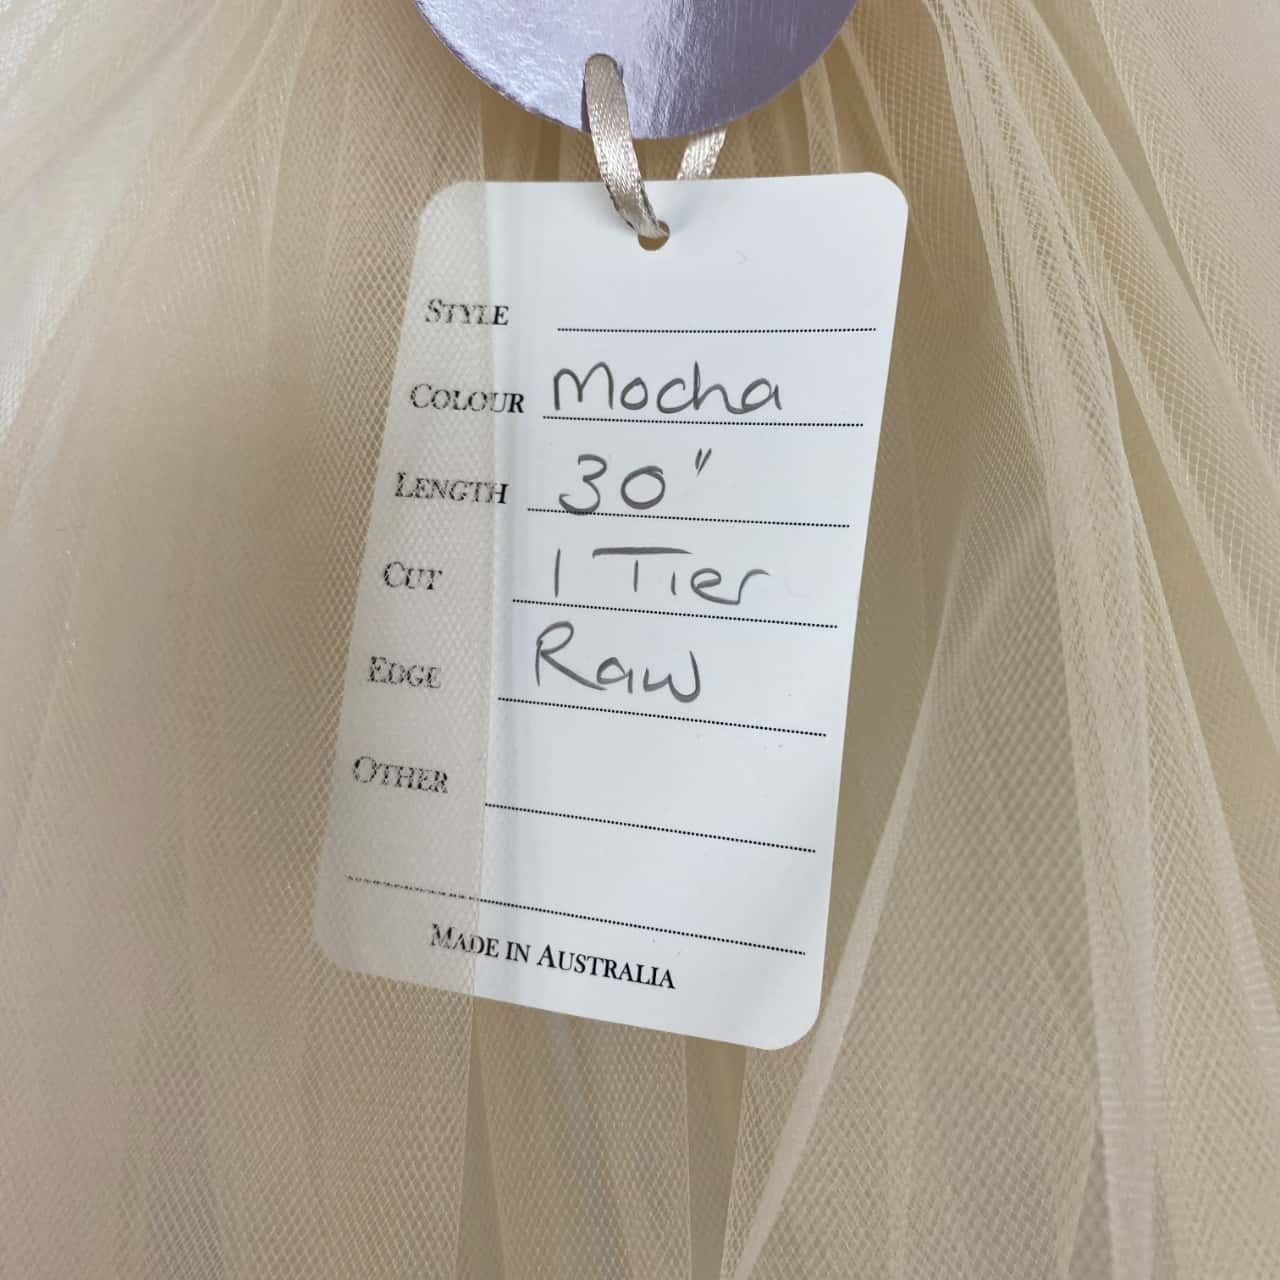 STYLE
COLOUR Mocha
LENGTH 30"
CUT 1 Tier
EDGE Raw
OTHER
MADE IN AUSTRALIA